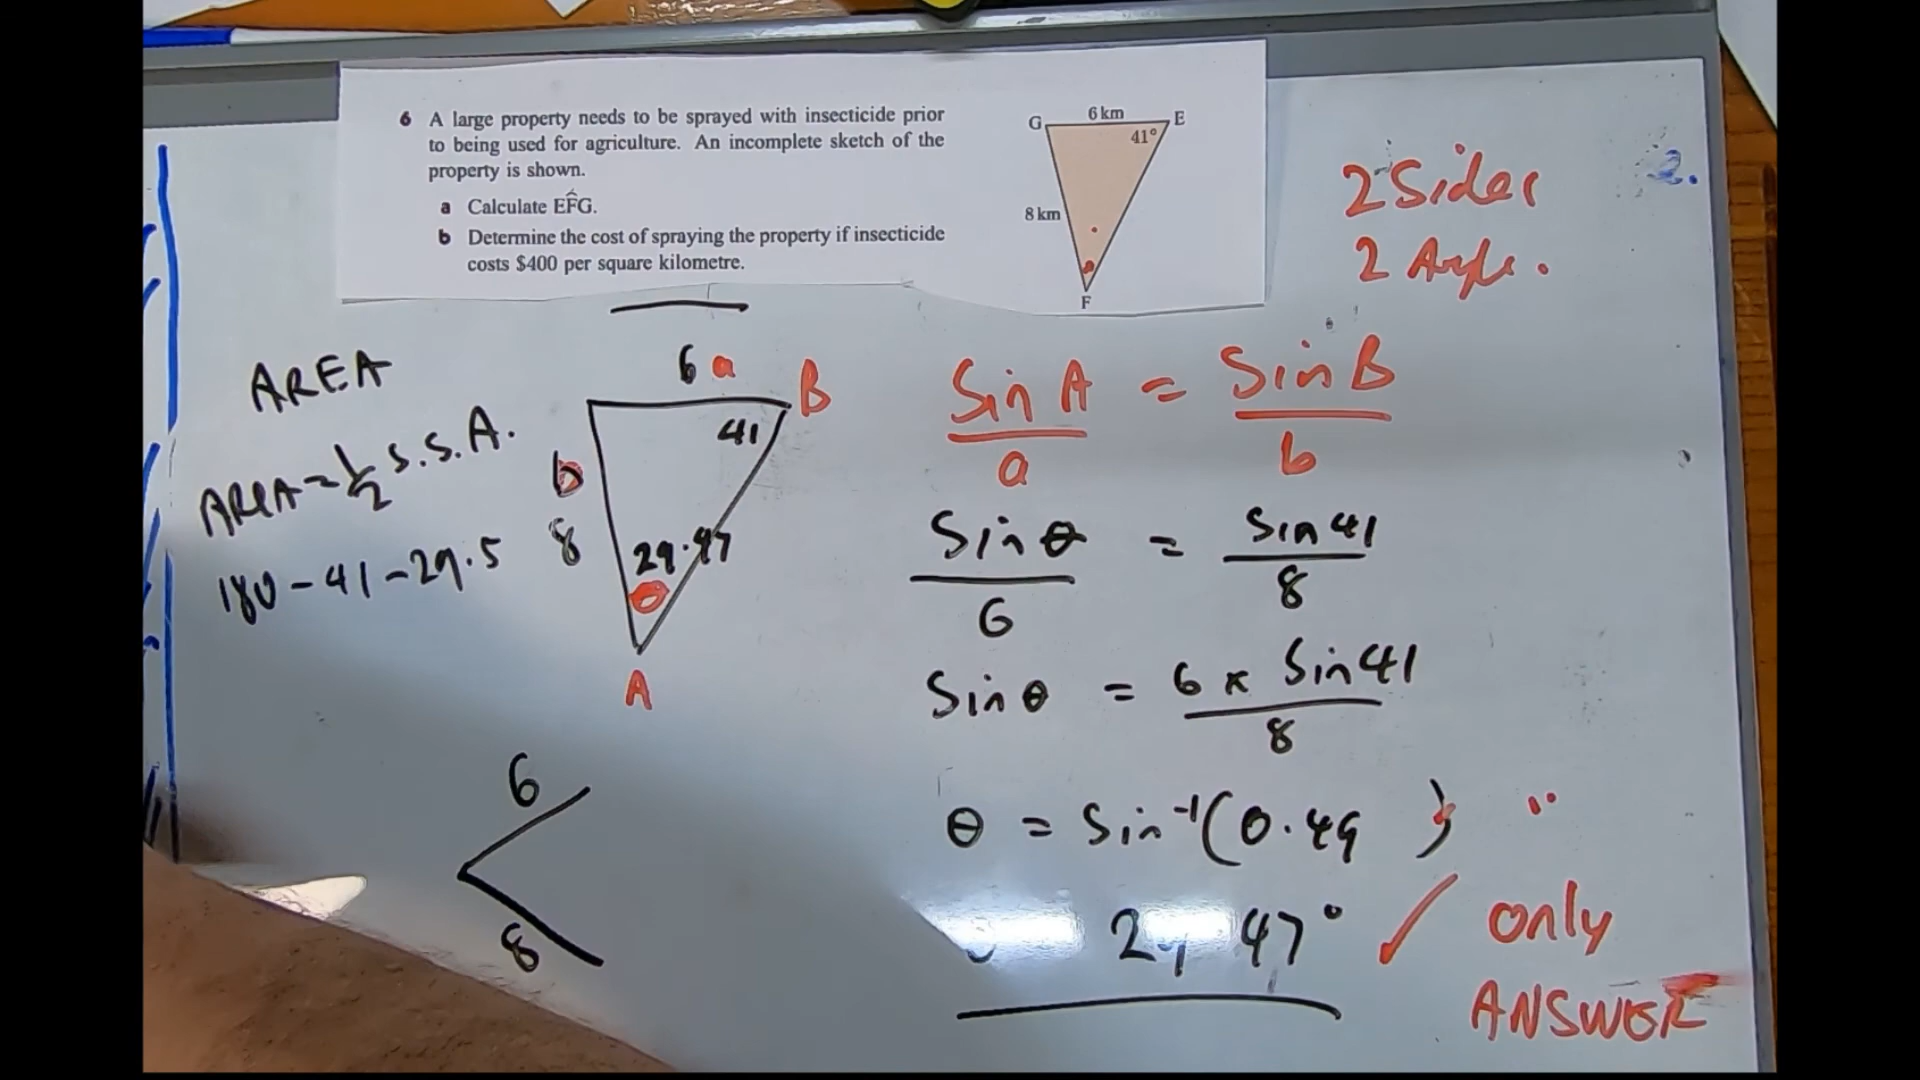 6 A large property needs to be sprayed with insecticide prior
to being used for agriculture. An incomplete sketch of the
property is shown.
a Calculate EF̂G.
b Determine the cost of spraying the property if insecticide
costs $400 per square kilometre.
G 6 km E
41°
8 km
F
2 Sides
2 Angle.
2.
AREA
AREA = 1/2 S.S.A.
180 - 41 - 29.5
6 a B
41
b
8
29.47
θ
A
6
8
Sin A / a = Sin B / b
Sin θ / 6 = Sin 41 / 8
Sin θ = 6 x Sin 41 / 8
θ = Sin⁻¹(0.49 )
29.47° ✓ only
ANSWER